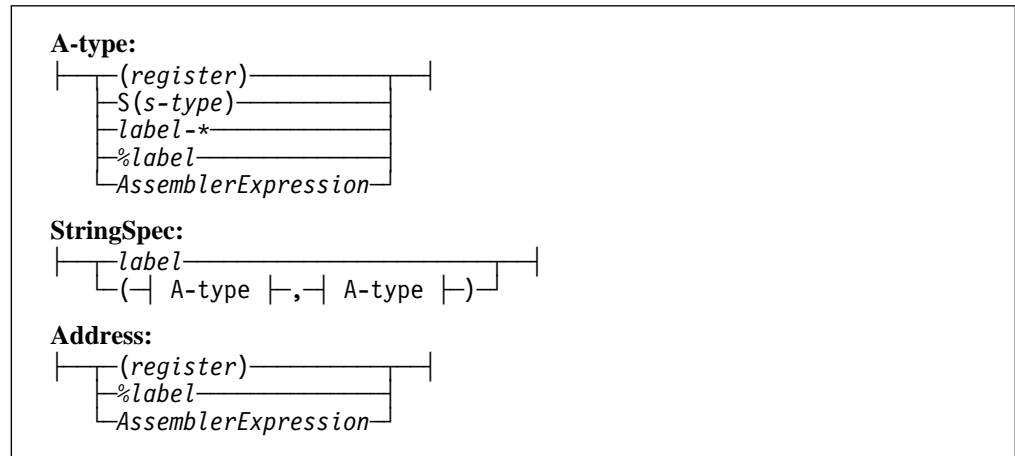 A-type:
├──┬─(register)──────────┬──┤
├─S(s-type)───────────┤
├─label-*─────────────┤
├─%label──────────────┤
└─AssemblerExpression─┘
StringSpec:
├──┬─label──────────────────────┬──┤
└─(─┤ A-type ├─,─┤ A-type ├─)─┘
Address:
├──┬─(register)──────────┬──┤
├─%label──────────────┤
└─AssemblerExpression─┘